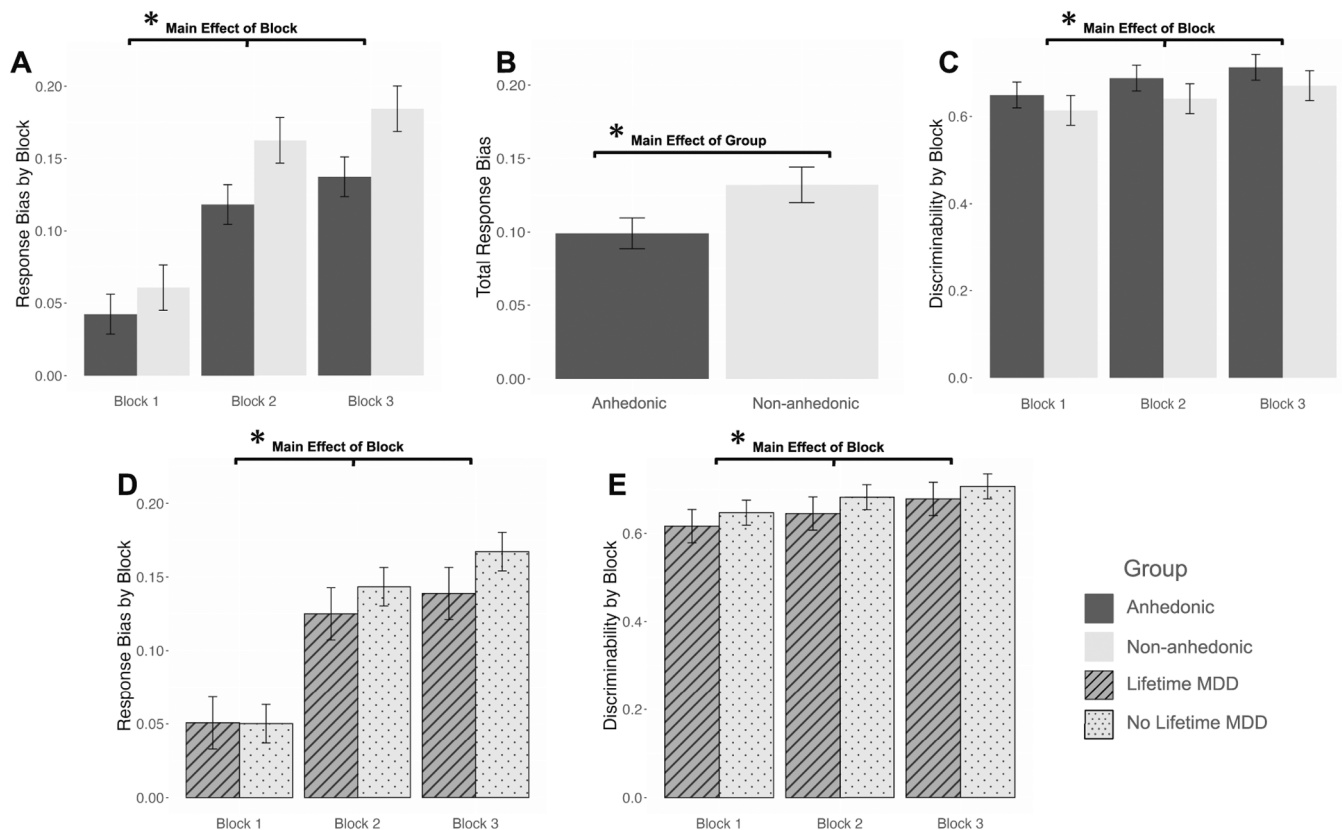 * Main Effect of Block
A
Response Bias by Block
0.20
0.15
0.10
0.05
0.00
Block 1
Block 2
Block 3
B
Total Response Bias
0.20
* Main Effect of Group
0.15
0.10
0.05
0.00
Anhedonic
Non-anhedonic
* Main Effect of Block
C
Discriminability by Block
0.6
0.4
0.2
0.0
Block 1
Block 2
Block 3
* Main Effect of Block
D
Response Bias by Block
0.20
0.15
0.10
0.05
0.00
Block 1
Block 2
Block 3
* Main Effect of Block
E
Discriminability by Block
0.6
0.4
0.2
0.0
Block 1
Block 2
Block 3
Group
Anhedonic
Non-anhedonic
Lifetime MDD
No Lifetime MDD